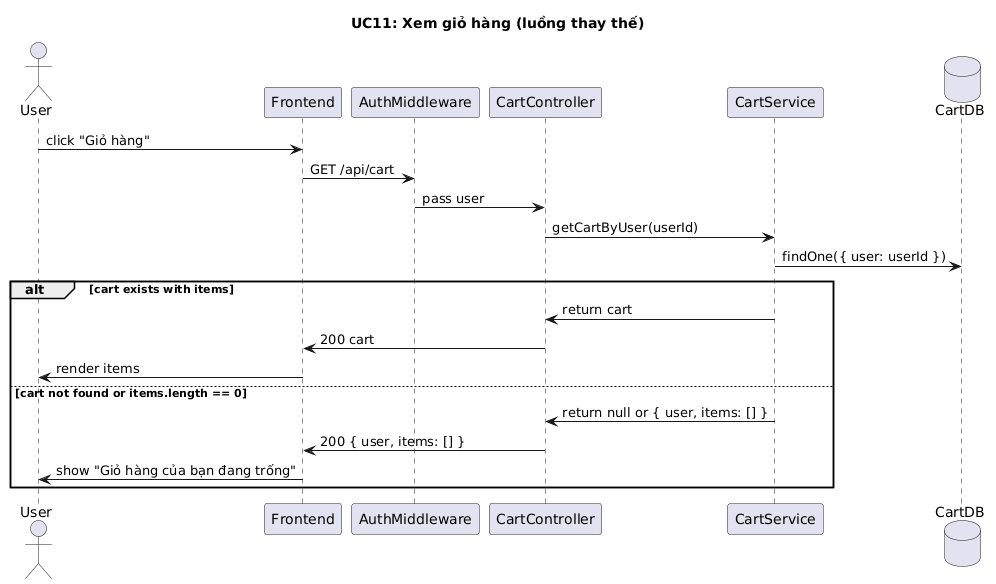 UC11: Xem giỏ hàng (luồng thay thế)
User
Frontend
AuthMiddleware
CartController
CartService
CartDB
click "Giỏ hàng"
GET /api/cart
pass user
getCartByUser(userId)
findOne({ user: userId })
alt [cart exists with items]
return cart
200 cart
render items
[cart not found or items.length == 0]
return null or { user, items: [] }
200 { user, items: [] }
show "Giỏ hàng của bạn đang trống"
User
Frontend
AuthMiddleware
CartController
CartService
CartDB